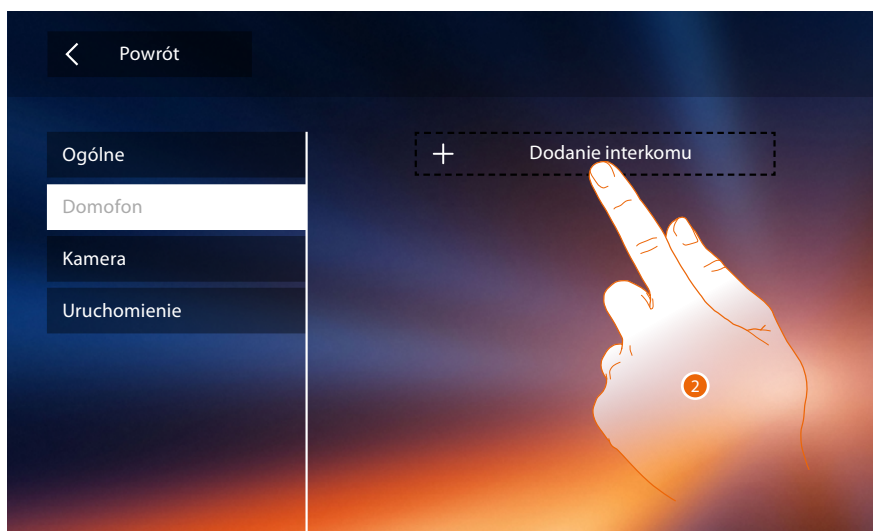 Powrót
Ogólne
Domofon
Kamera
Uruchomienie
+ Dodanie interkomu
2